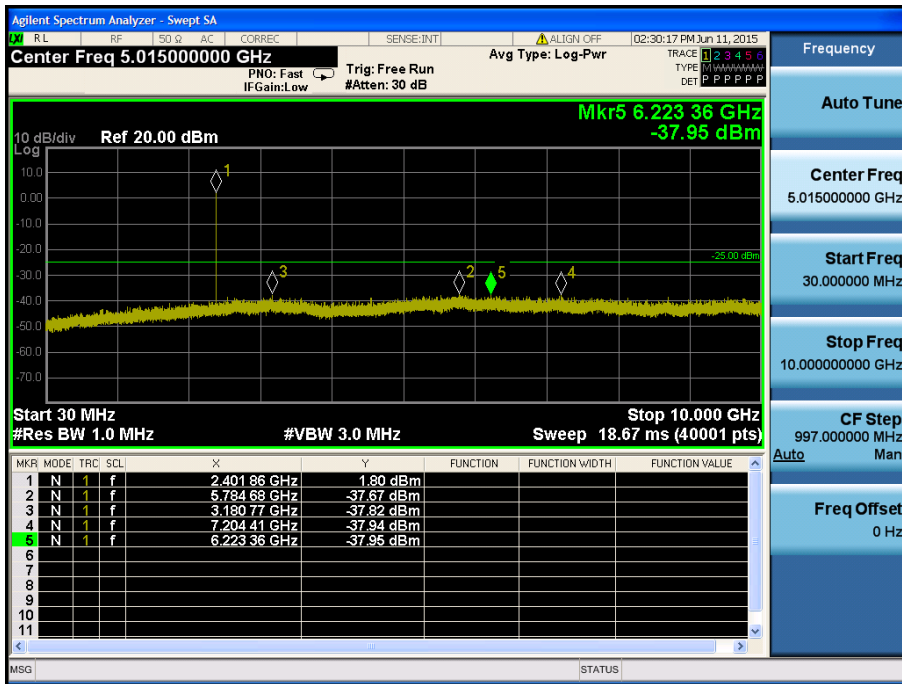 Agilent Spectrum Analyzer - Swept SA
LXI RL RF 50 Ω AC CORREC SENSE:INT ALIGN OFF 02:30:17 PM Jun 11, 2015
Center Freq 5.015000000 GHz
PNO: Fast
IFGain:Low
Trig: Free Run
#Atten: 30 dB
Avg Type: Log-Pwr
TRACE 1 2 3 4 5 6
TYPE MWWWWW
DET P P P P P P
Mkr5 6.223 36 GHz
-37.95 dBm
10 dB/div Ref 20.00 dBm
Log
10.0
0.00
-10.0
-20.0
-30.0
-40.0
-50.0
-60.0
-70.0
1
3
2
5
4
-25.00 dBm
Start 30 MHz Stop 10.000 GHz
#Res BW 1.0 MHz #VBW 3.0 MHz Sweep 18.67 ms (40001 pts)
MKR MODE TRC SCL X Y FUNCTION FUNCTION WIDTH FUNCTION VALUE
1 N 1 f 2.401 86 GHz 1.80 dBm
2 N 1 f 5.784 68 GHz -37.67 dBm
3 N 1 f 3.180 77 GHz -37.82 dBm
4 N 1 f 7.204 41 GHz -37.94 dBm
5 N 1 f 6.223 36 GHz -37.95 dBm
6
7
8
9
10
11
MSG STATUS
Frequency
Auto Tune
Center Freq
5.015000000 GHz
Start Freq
30.000000 MHz
Stop Freq
10.000000000 GHz
CF Step
997.000000 MHz
Auto Man
Freq Offset
0 Hz